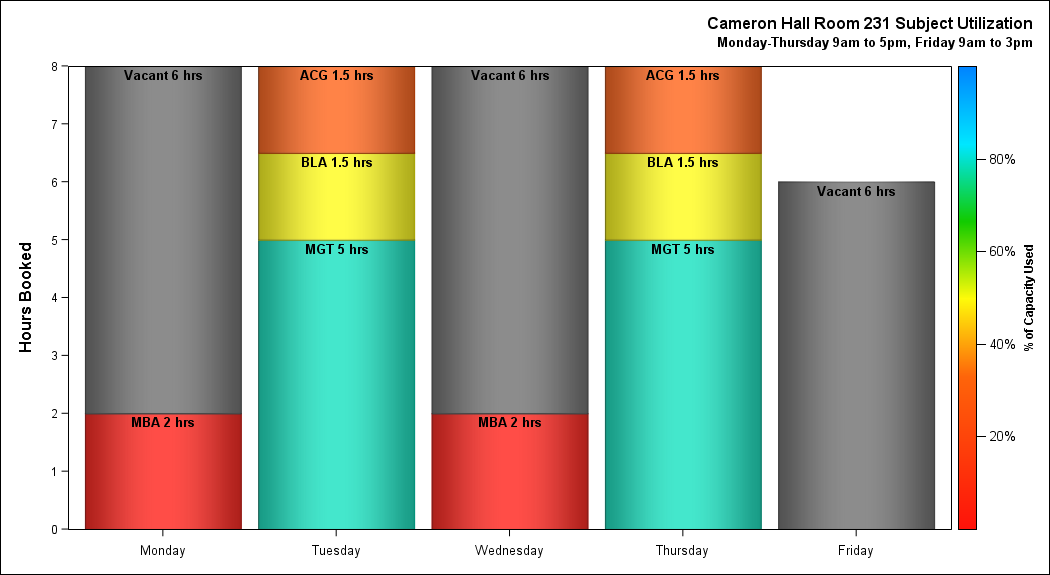 Cameron Hall Room 231 Subject Utilization
Monday-Thursday 9am to 5pm, Friday 9am to 3pm
Hours Booked
8
7
6
5
4
3
2
1
0
Vacant 6 hrs
MBA 2 hrs
ACG 1.5 hrs
BLA 1.5 hrs
MGT 5 hrs
Vacant 6 hrs
MBA 2 hrs
ACG 1.5 hrs
BLA 1.5 hrs
MGT 5 hrs
Vacant 6 hrs
Monday
Tuesday
Wednesday
Thursday
Friday
80%
60%
40%
20%
% of Capacity Used